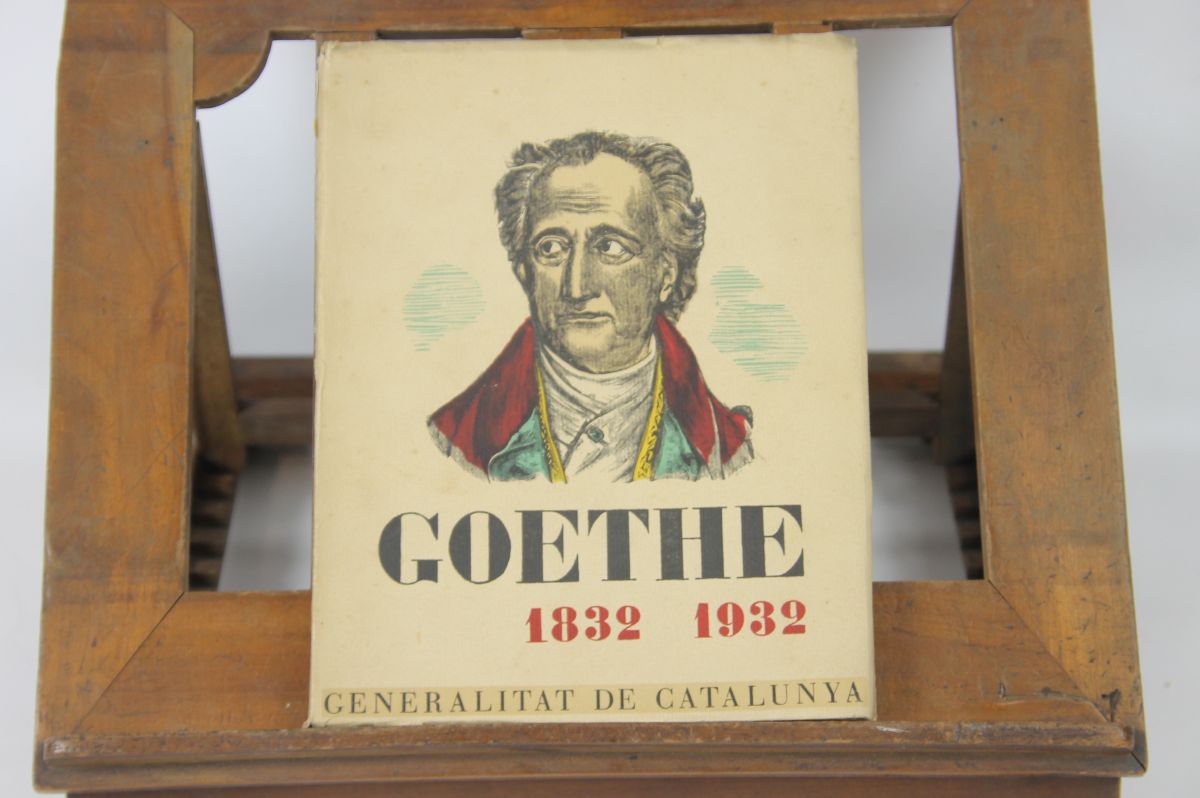 GOETHE
1832 1932
GENERALITAT DE CATALUNYA